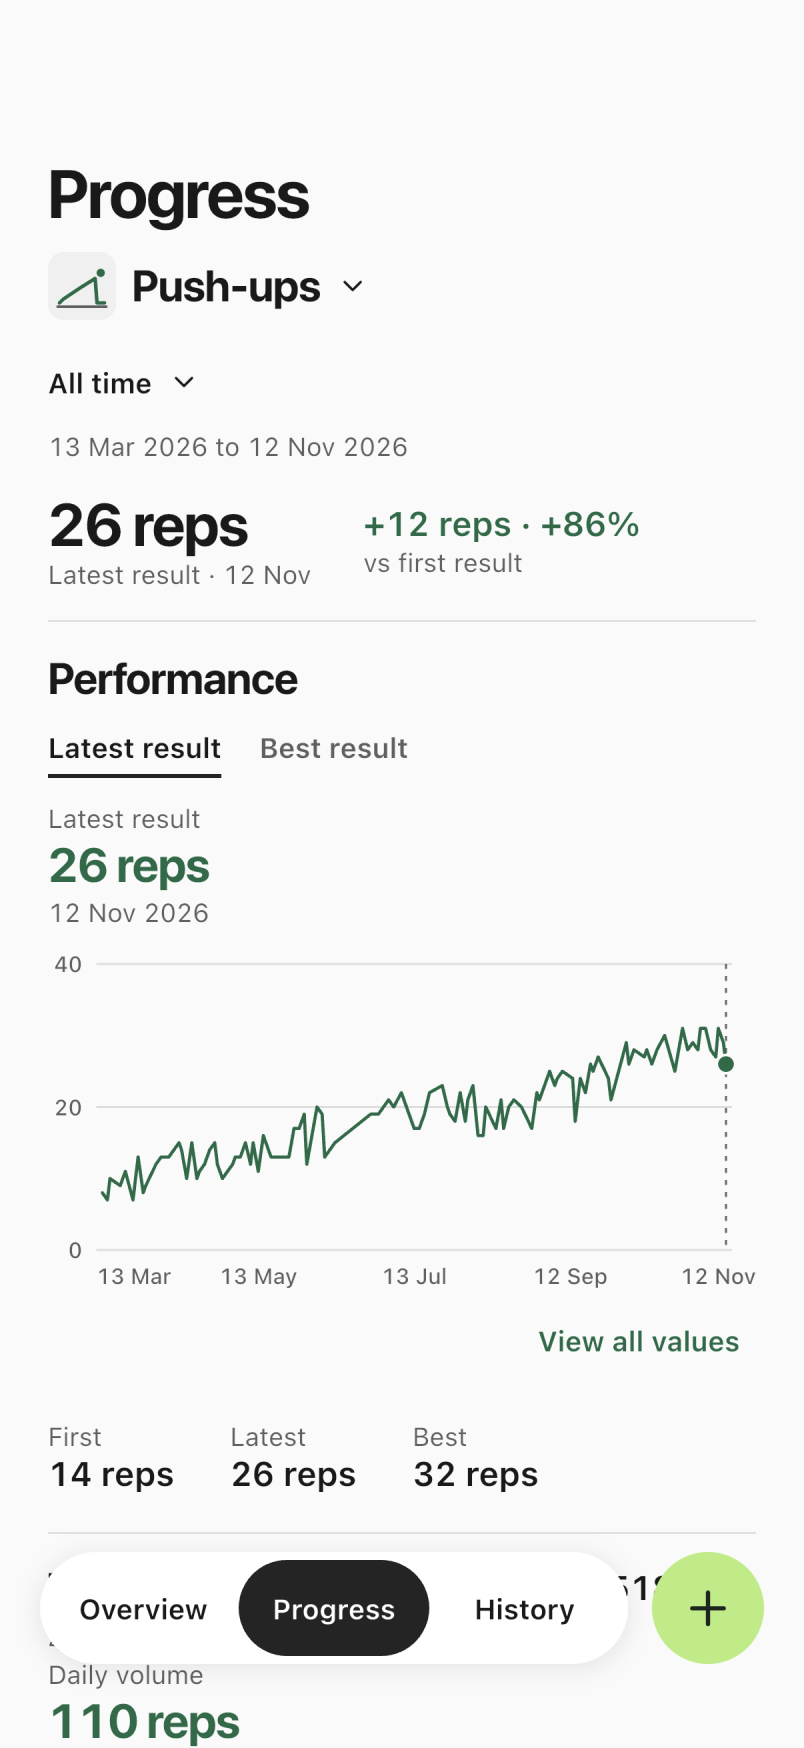 Progress
Push-ups
All time
13 Mar 2026 to 12 Nov 2026
26 reps
+12 reps · +86%
Latest result · 12 Nov
vs first result
Performance
Latest result
Best result
Latest result
26 reps
12 Nov 2026
40
20
0
13 Mar
13 May
13 Jul
12 Sep
12 Nov
View all values
First
Latest
Best
14 reps
26 reps
32 reps
Overview
Progress
History
Daily volume
110 reps